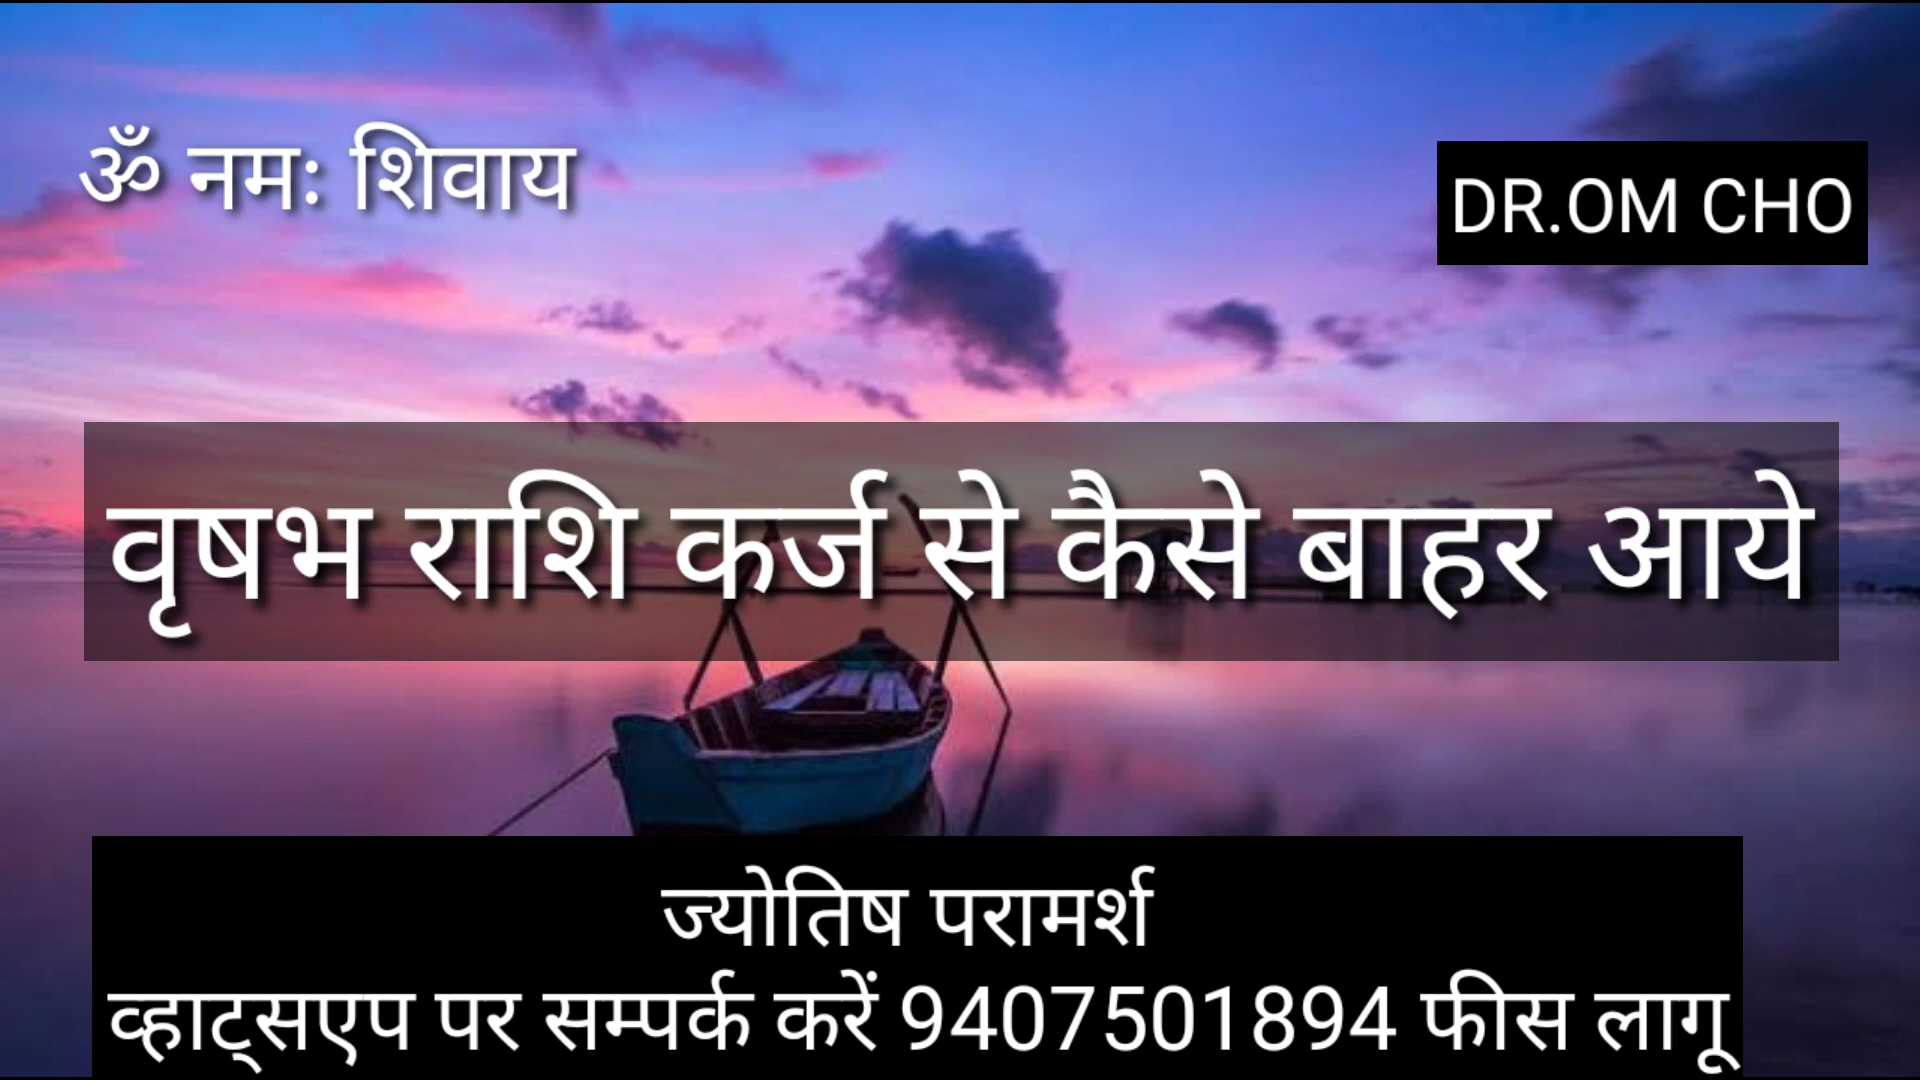 ॐ नमः शिवाय
DR.OM CHO
वृषभ राशि कर्ज से कैसे बाहर आये
ज्योतिष परामर्श
व्हाट्सएप पर सम्पर्क करें 9407501894 फीस लागू